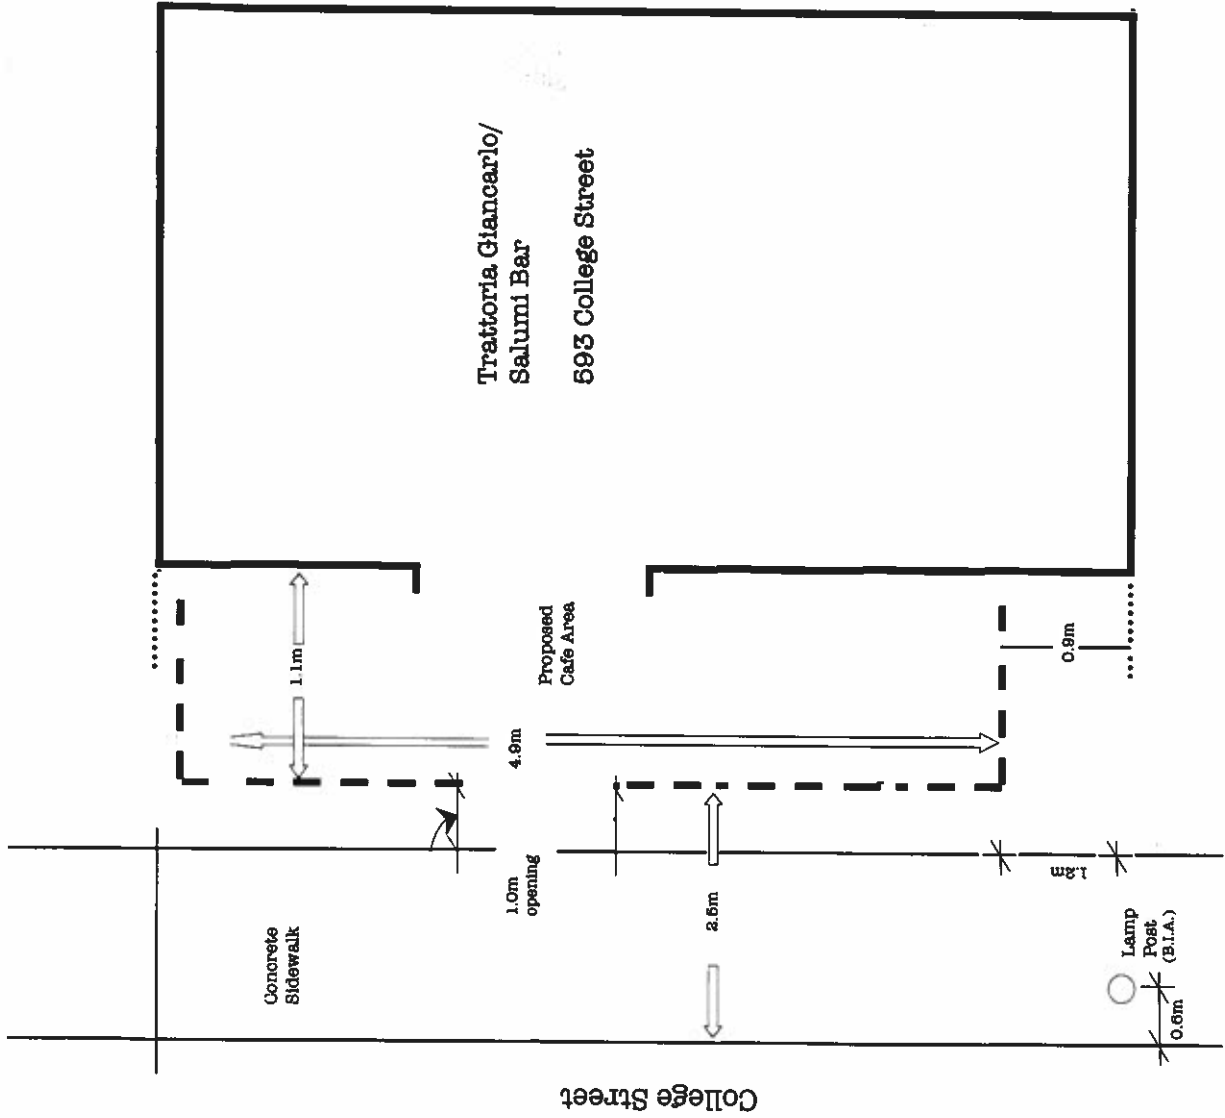 Trattoria Giancarlo/
Salumi Bar
593 College Street
1.1m
Proposed
Cafe Area
0.9m
4.9m
1.0m
opening
1.2m
2.5m
Concrete
Sidewalk
Lamp
Post
(B.I.A.)
0.6m
College Street